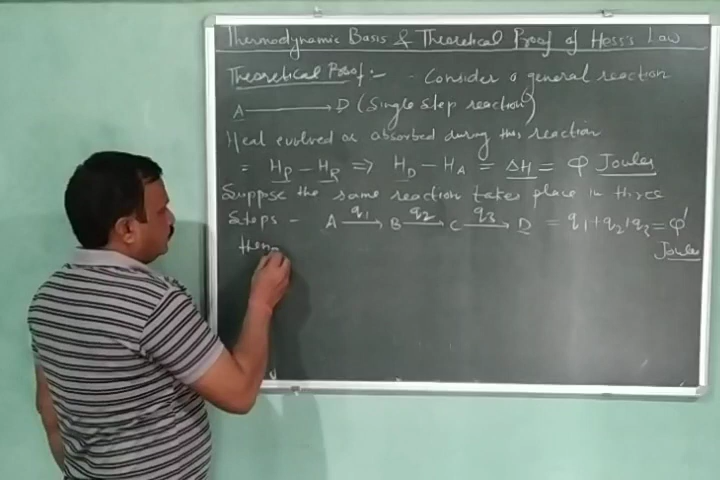 Thermodynamic Basis & Theoretical Proof of Hess's Law
Theoretical Proof:- - Consider a general reaction
A ⟶ D (Single Step reaction)
Heat evolved or absorbed during this reaction
= H_P - H_R ⇒ H_D - H_A = ΔH = φ Joules
Suppose the same reaction takes place in three
Steps - A –q₁→ B –q₂→ C –q₃→ D = q₁+q₂+q₃ = φ'
Joules
then